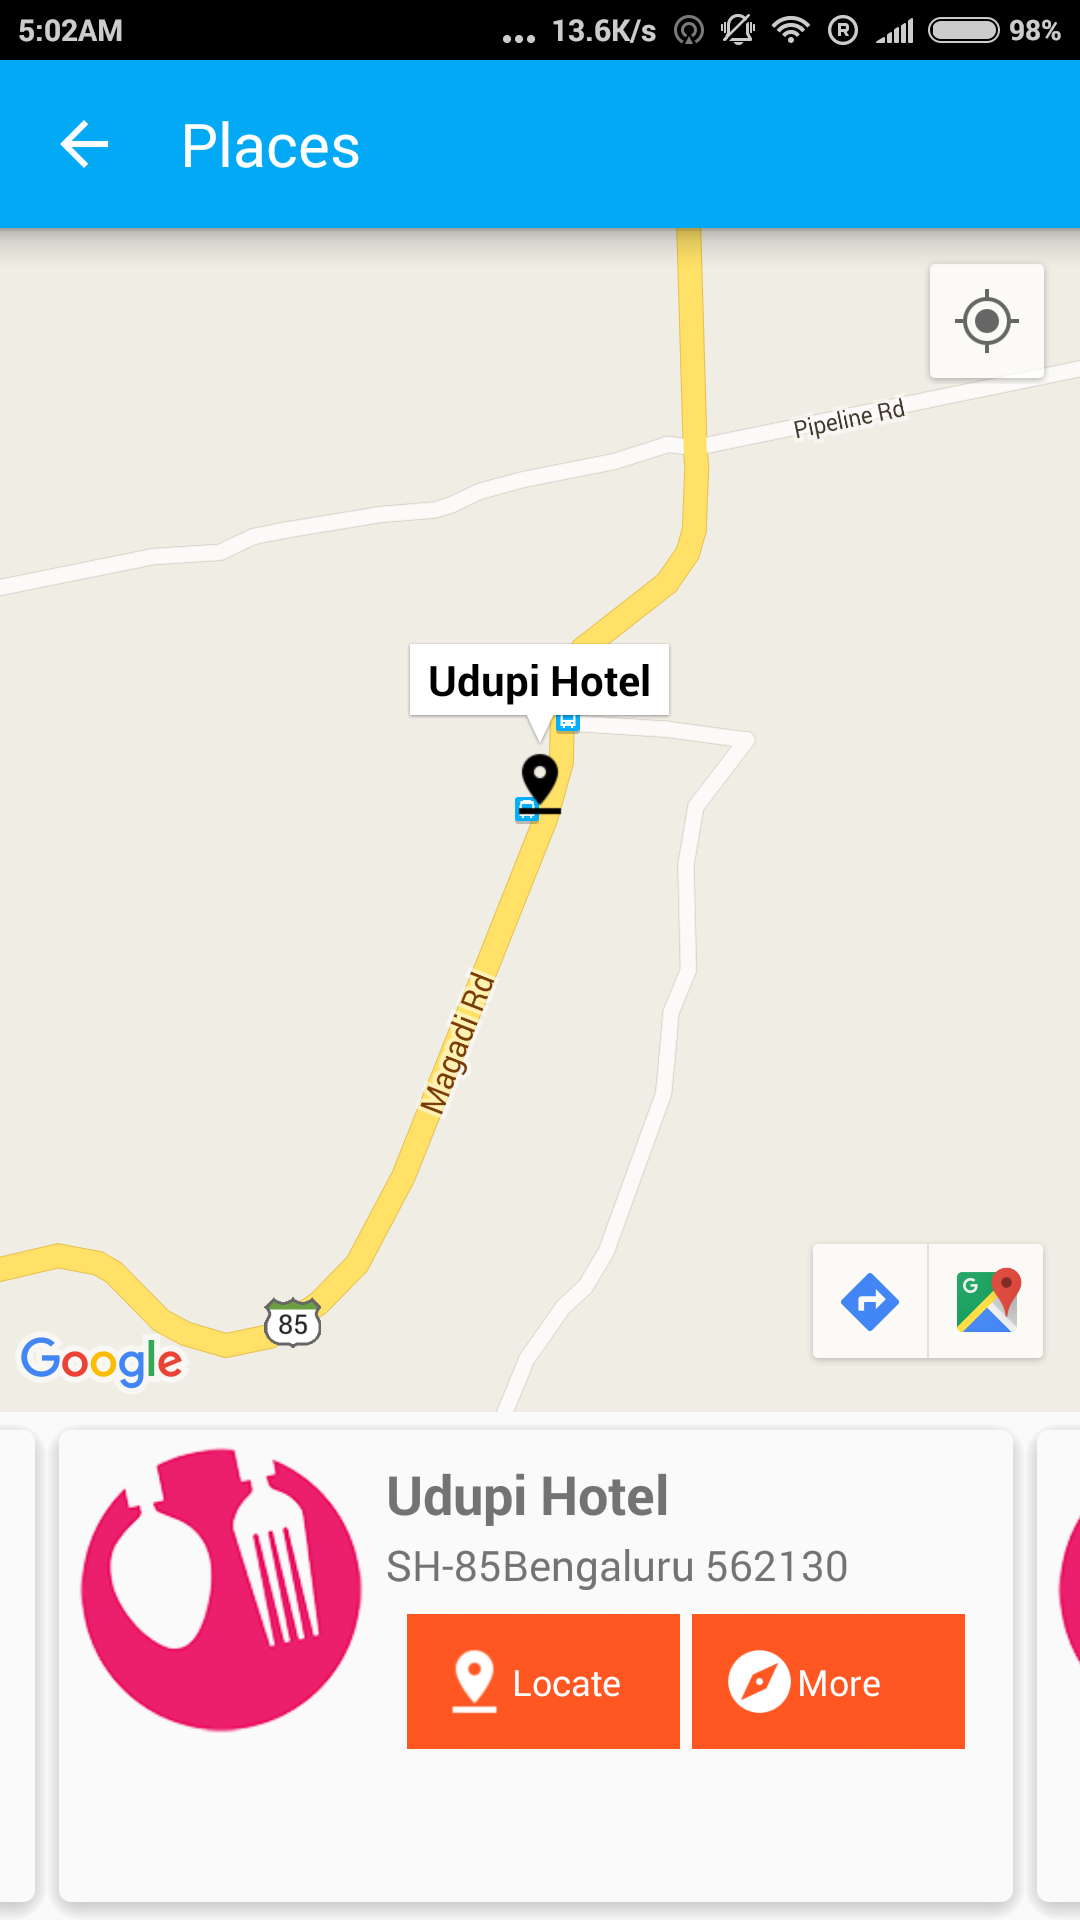 5:02AM ... 13.6K/s R 98%
Places
Pipeline Rd
Udupi Hotel
Magadi Rd
85
G
Google
Udupi Hotel
SH-85Bengaluru 562130
Locate More